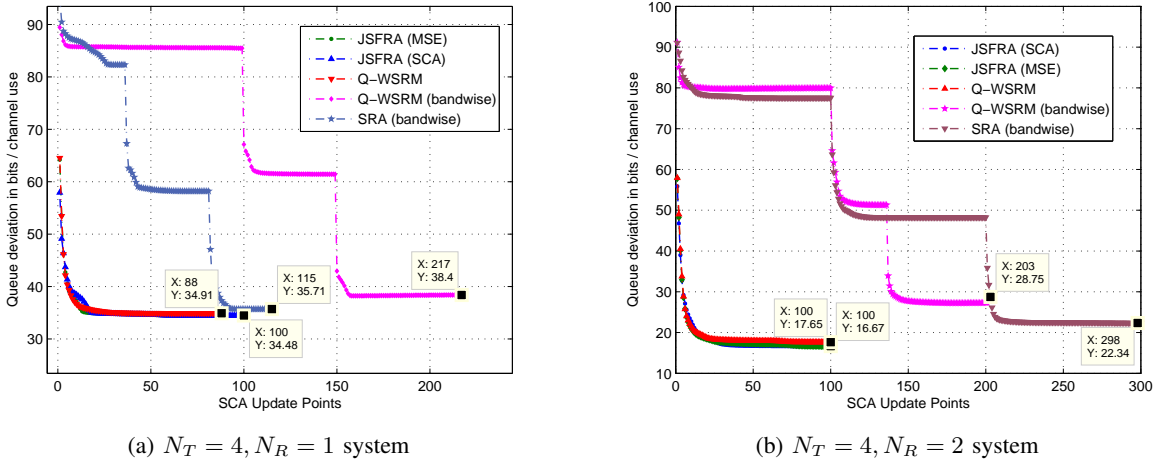 90
80
70
60
50
40
30
0
50
100
150
200
Queue deviation in bits / channel use
SCA Update Points
JSFRA (MSE)
JSFRA (SCA)
Q-WSRM
Q-WSRM (bandwise)
SRA (bandwise)
X: 88
Y: 34.91
X: 115
Y: 35.71
X: 100
Y: 34.48
X: 217
Y: 38.4
(a) N_T = 4, N_R = 1 system
100
90
80
70
60
50
40
30
20
10
0
50
100
150
200
250
300
Queue deviation in bits / channel use
SCA Update Points
JSFRA (SCA)
JSFRA (MSE)
Q-WSRM
Q-WSRM (bandwise)
SRA (bandwise)
X: 100
Y: 17.65
X: 100
Y: 16.67
X: 203
Y: 28.75
X: 298
Y: 22.34
(b) N_T = 4, N_R = 2 system